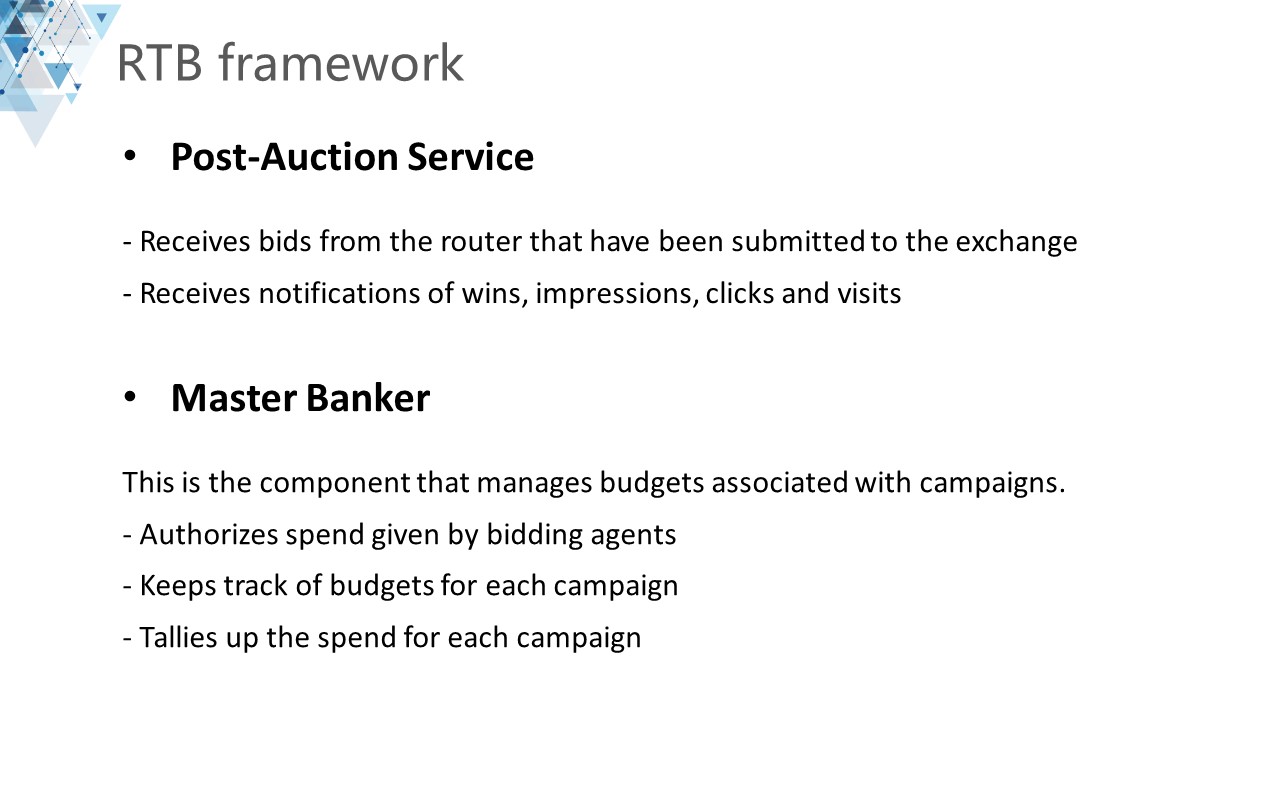 RTB framework
• Post-Auction Service
- Receives bids from the router that have been submitted to the exchange
- Receives notifications of wins, impressions, clicks and visits
• Master Banker
This is the component that manages budgets associated with campaigns.
- Authorizes spend given by bidding agents
- Keeps track of budgets for each campaign
- Tallies up the spend for each campaign